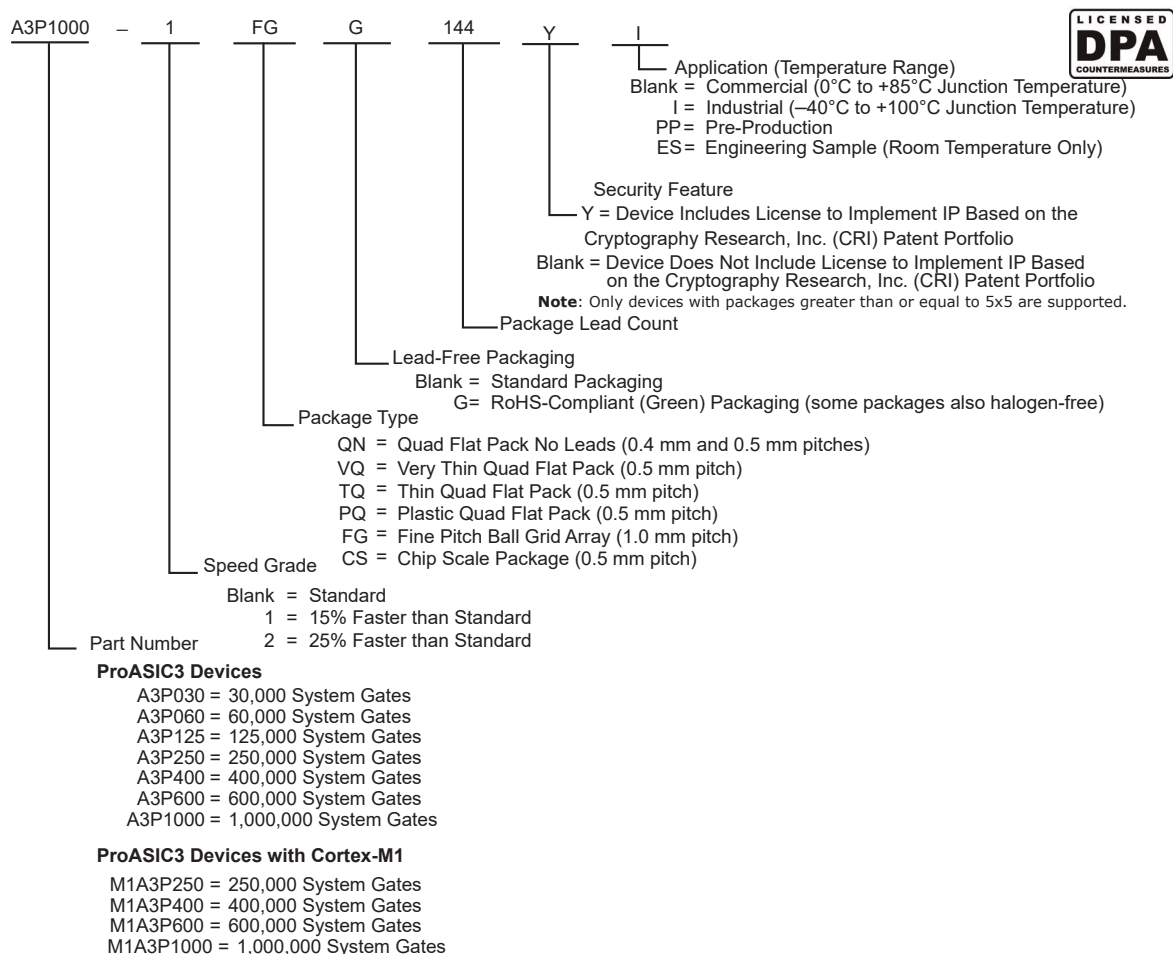 A3P1000 – 1 FG G 144 Y I
LICENSED
DPA
COUNTERMEASURES
Application (Temperature Range)
Blank = Commercial (0°C to +85°C Junction Temperature)
I = Industrial (–40°C to +100°C Junction Temperature)
PP = Pre-Production
ES = Engineering Sample (Room Temperature Only)
Security Feature
Y = Device Includes License to Implement IP Based on the
Cryptography Research, Inc. (CRI) Patent Portfolio
Blank = Device Does Not Include License to Implement IP Based
on the Cryptography Research, Inc. (CRI) Patent Portfolio
Note: Only devices with packages greater than or equal to 5x5 are supported.
Package Lead Count
Lead-Free Packaging
Blank = Standard Packaging
G= RoHS-Compliant (Green) Packaging (some packages also halogen-free)
Package Type
QN = Quad Flat Pack No Leads (0.4 mm and 0.5 mm pitches)
VQ = Very Thin Quad Flat Pack (0.5 mm pitch)
TQ = Thin Quad Flat Pack (0.5 mm pitch)
PQ = Plastic Quad Flat Pack (0.5 mm pitch)
FG = Fine Pitch Ball Grid Array (1.0 mm pitch)
CS = Chip Scale Package (0.5 mm pitch)
Speed Grade
Blank = Standard
1 = 15% Faster than Standard
2 = 25% Faster than Standard
Part Number
ProASIC3 Devices
A3P030 = 30,000 System Gates
A3P060 = 60,000 System Gates
A3P125 = 125,000 System Gates
A3P250 = 250,000 System Gates
A3P400 = 400,000 System Gates
A3P600 = 600,000 System Gates
A3P1000 = 1,000,000 System Gates
ProASIC3 Devices with Cortex-M1
M1A3P250 = 250,000 System Gates
M1A3P400 = 400,000 System Gates
M1A3P600 = 600,000 System Gates
M1A3P1000 = 1,000,000 System Gates